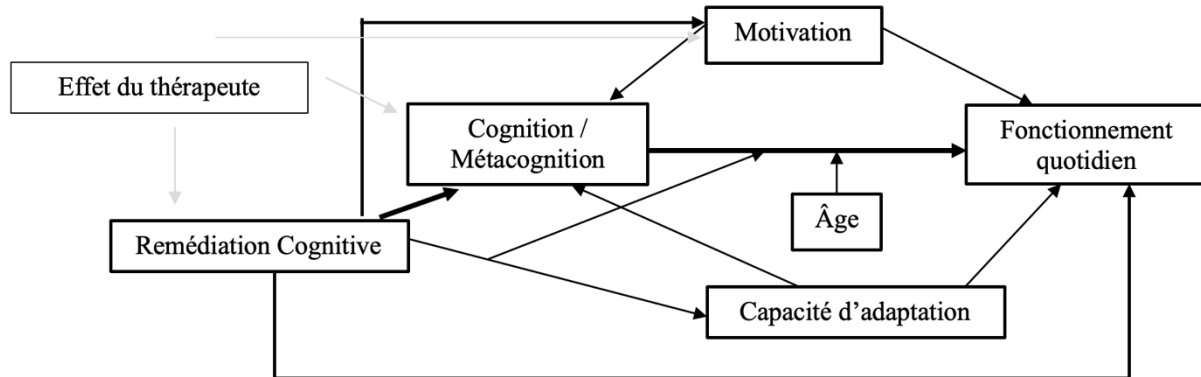 Motivation
Effet du thérapeute
Cognition /
Métacognition
Fonctionnement
quotidien
Âge
Remédiation Cognitive
Capacité d’adaptation